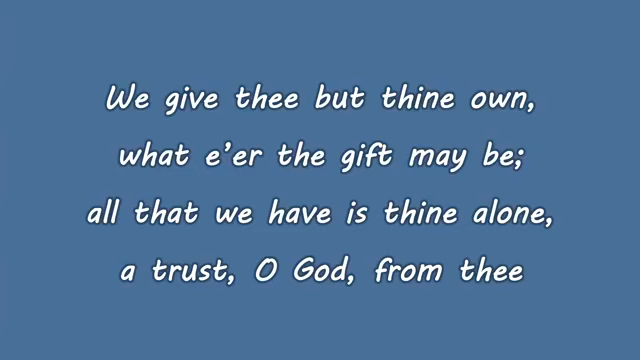 We give thee but thine own,
what e’er the gift may be;
all that we have is thine alone,
a trust, O God, from thee